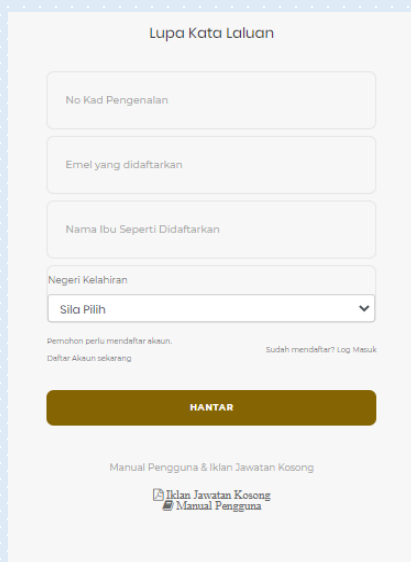 Lupa Kata Laluan
No Kad Pengenalan
Emel yang didaftarkan
Nama Ibu Seperti Didaftarkan
Negeri Kelahiran
Sila Pilih
Pemohon perlu mendaftar akaun.
Daftar Akaun sekarang
Sudah mendaftar? Log Masuk
HANTAR
Manual Pengguna & Iklan Jawatan Kosong
Iklan Jawatan Kosong
Manual Pengguna